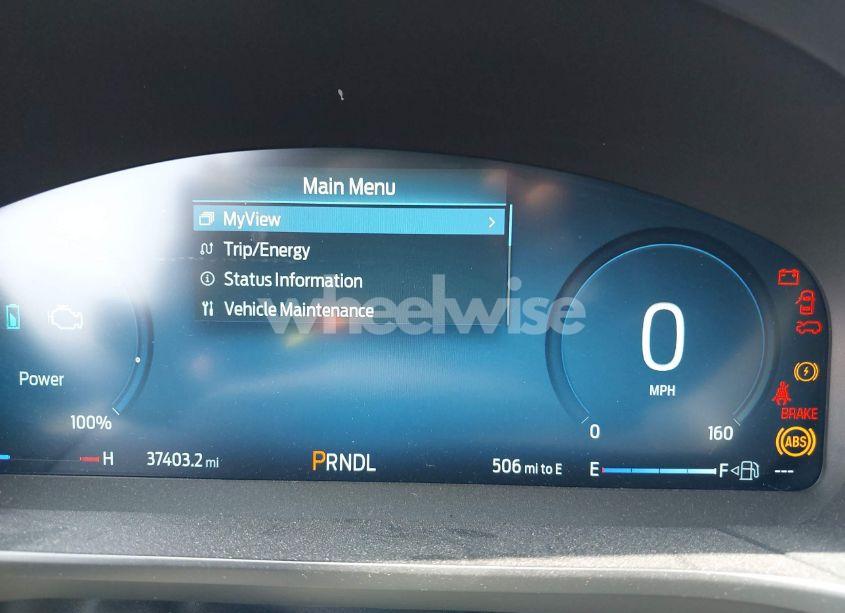 Main Menu
MyView
Trip/Energy
Status Information
Vehicle Maintenance
wheelwise
0
MPH
Power
100%
0
160
BRAKE
ABS
H
37403.2 mi
PRNDL
506 mi to E
E
F
---